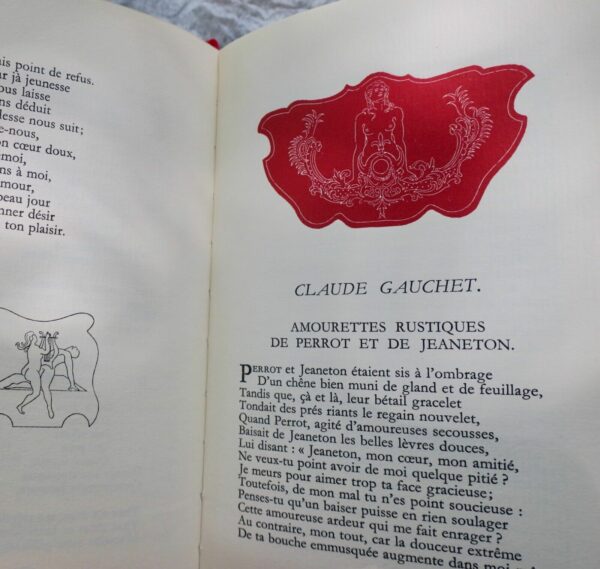 is point de refus.
ur jà jeunesse
ous laisse
ns déduit
lesse nous suit;
e-nous,
n cœur doux,
emoi,
ns à moi,
amour,
beau jour
nner désir
ton plaisir.
CLAUDE GAUCHET.
AMOURETTES RUSTIQUES
DE PERROT ET DE JEANETON.
PERROT et Jeaneton étaient sis à l'ombrage
D'un chêne bien muni de gland et de feuillage,
Tandis que, çà et là, leur bétail gracelet
Tondait des prés riants le regain nouvelet,
Quand Perrot, agité d'amoureuses secousses,
Baisait de Jeaneton les belles lèvres douces,
Lui disant : « Jeaneton, mon cœur, mon amitié,
Ne veux-tu point avoir de moi quelque pitié ?
Je meurs pour aimer trop ta face gracieuse;
Toutefois, de mon mal tu n'es point soucieuse :
Penses-tu qu'un baiser puisse en rien soulager
Cette amoureuse ardeur qui me fait enrager ?
Au contraire, mon tout, car la douceur extrême
De ta bouche emmusquée augmente dans moi